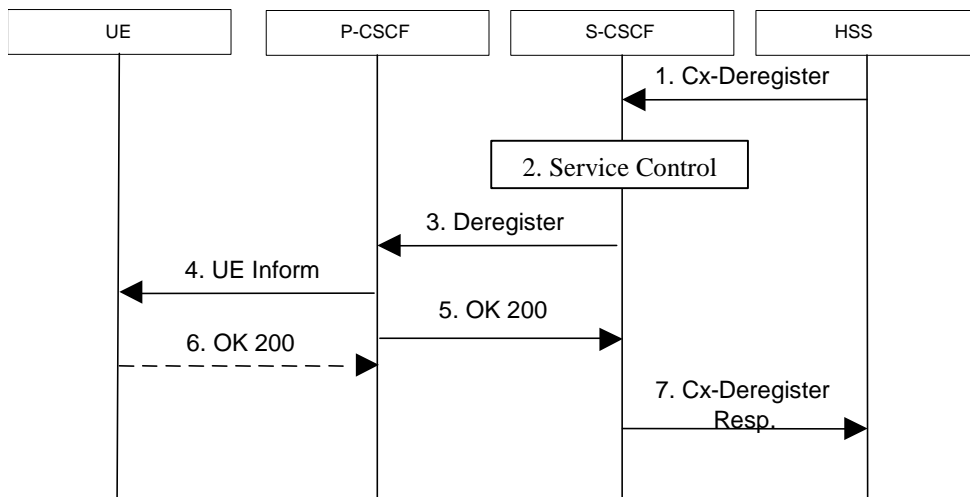 UE P-CSCF S-CSCF HSS
1. Cx-Deregister
2. Service Control
3. Deregister
4. UE Inform
5. OK 200
6. OK 200
7. Cx-Deregister
Resp.